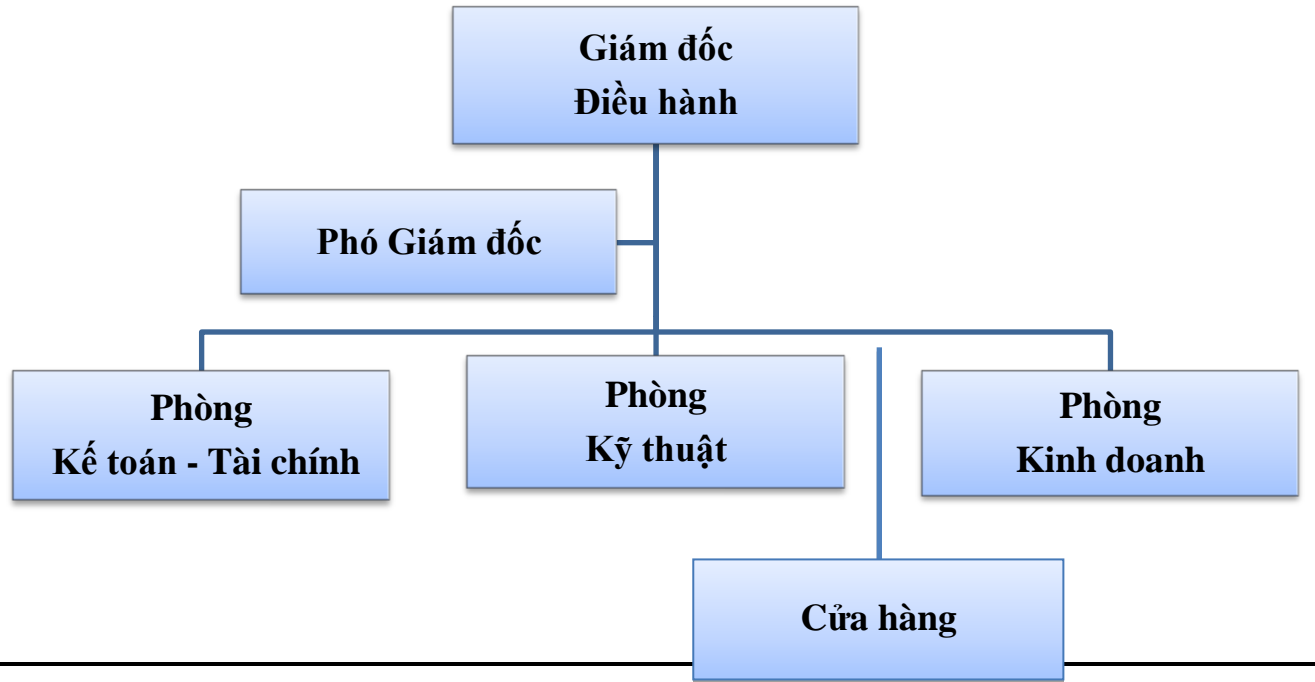 Giám đốc
Điều hành
Phó Giám đốc
Phòng
Kế toán - Tài chính
Phòng
Kỹ thuật
Phòng
Kinh doanh
Cửa hàng